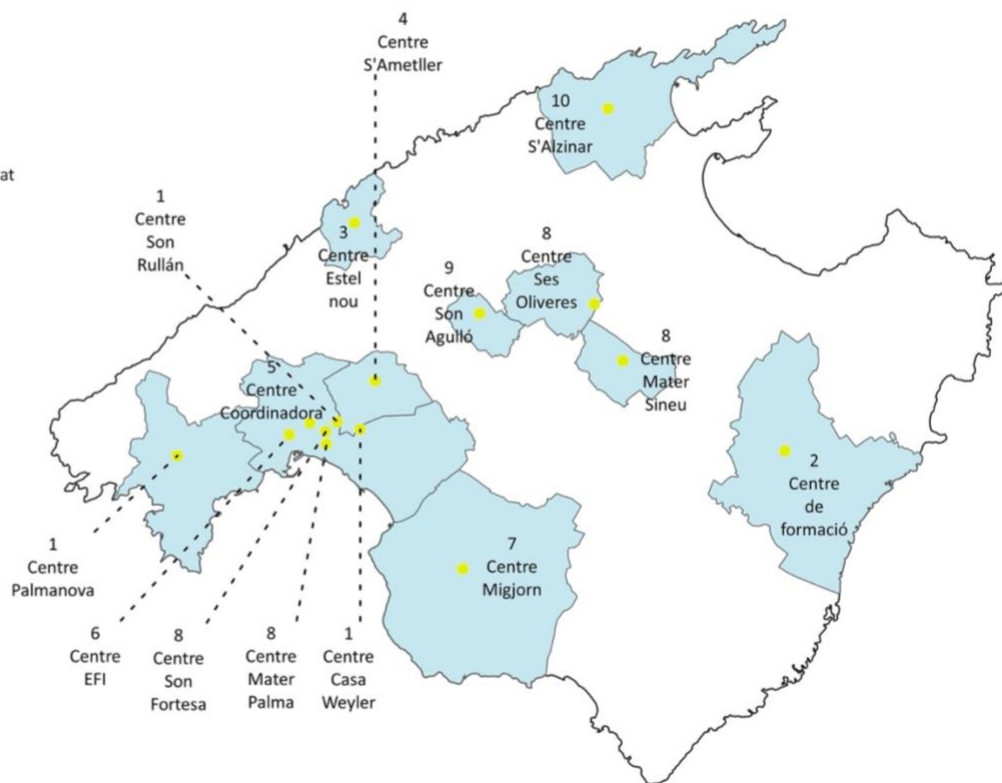 4
Centre
S'Ametller
10
Centre
S'Alzinar
at
1
Centre
Son
Rullán
3
Centre
Estel
nou
8
Centre
Ses
Oliveres
9
Centre
Son
Agulló
8
Centre
Mater
Sineu
5
Centre
Coordinadora
2
Centre
de
formació
1
Centre
Palmanova
7
Centre
Migjorn
6
Centre
EFI
8
Centre
Son
Fortesa
8
Centre
Mater
Palma
1
Centre
Casa
Weyler